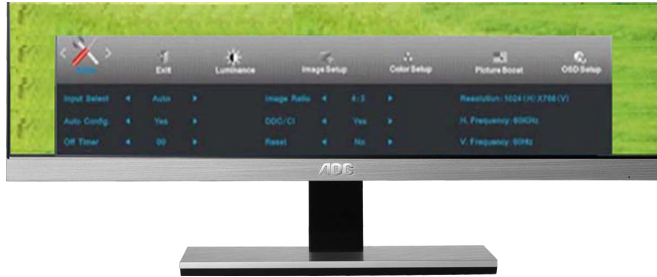 Extra Exit Luminance Image Setup Color Setup Picture Boost OSD Setup
Input Select Auto Image Ratio 4:3 Resolution: 1024 (H) X768 (V)
Auto Config. Yes DDC/CI Yes H. Frequency: 60KHz
Off Timer 00 Reset No V. Frequency: 60Hz
AOC